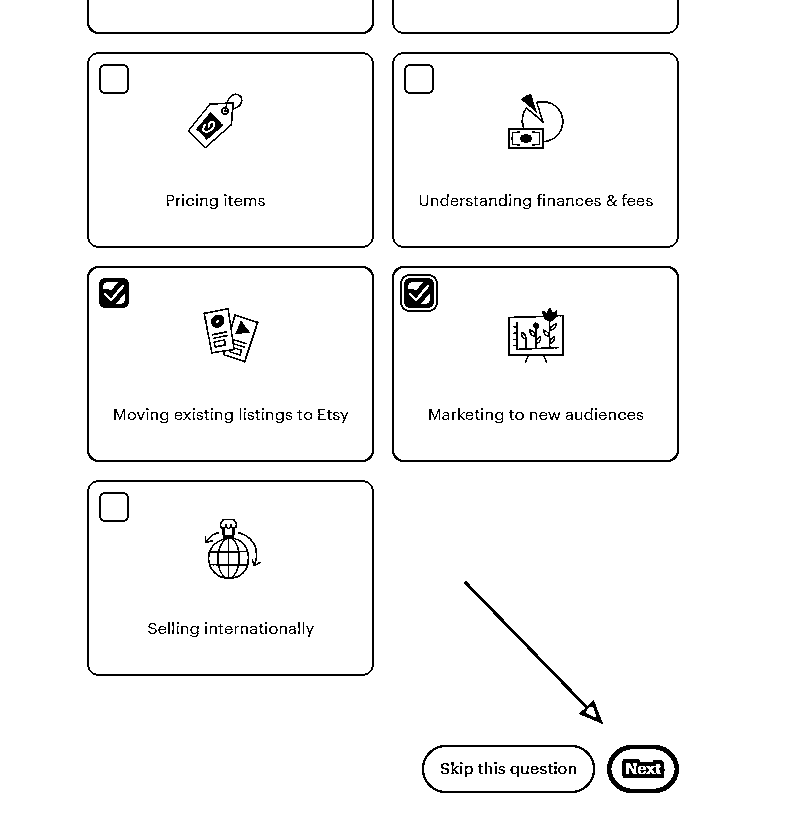 Pricing items
Understanding finances & fees
Moving existing listings to Etsy
Marketing to new audiences
Selling internationally
Skip this question
Next